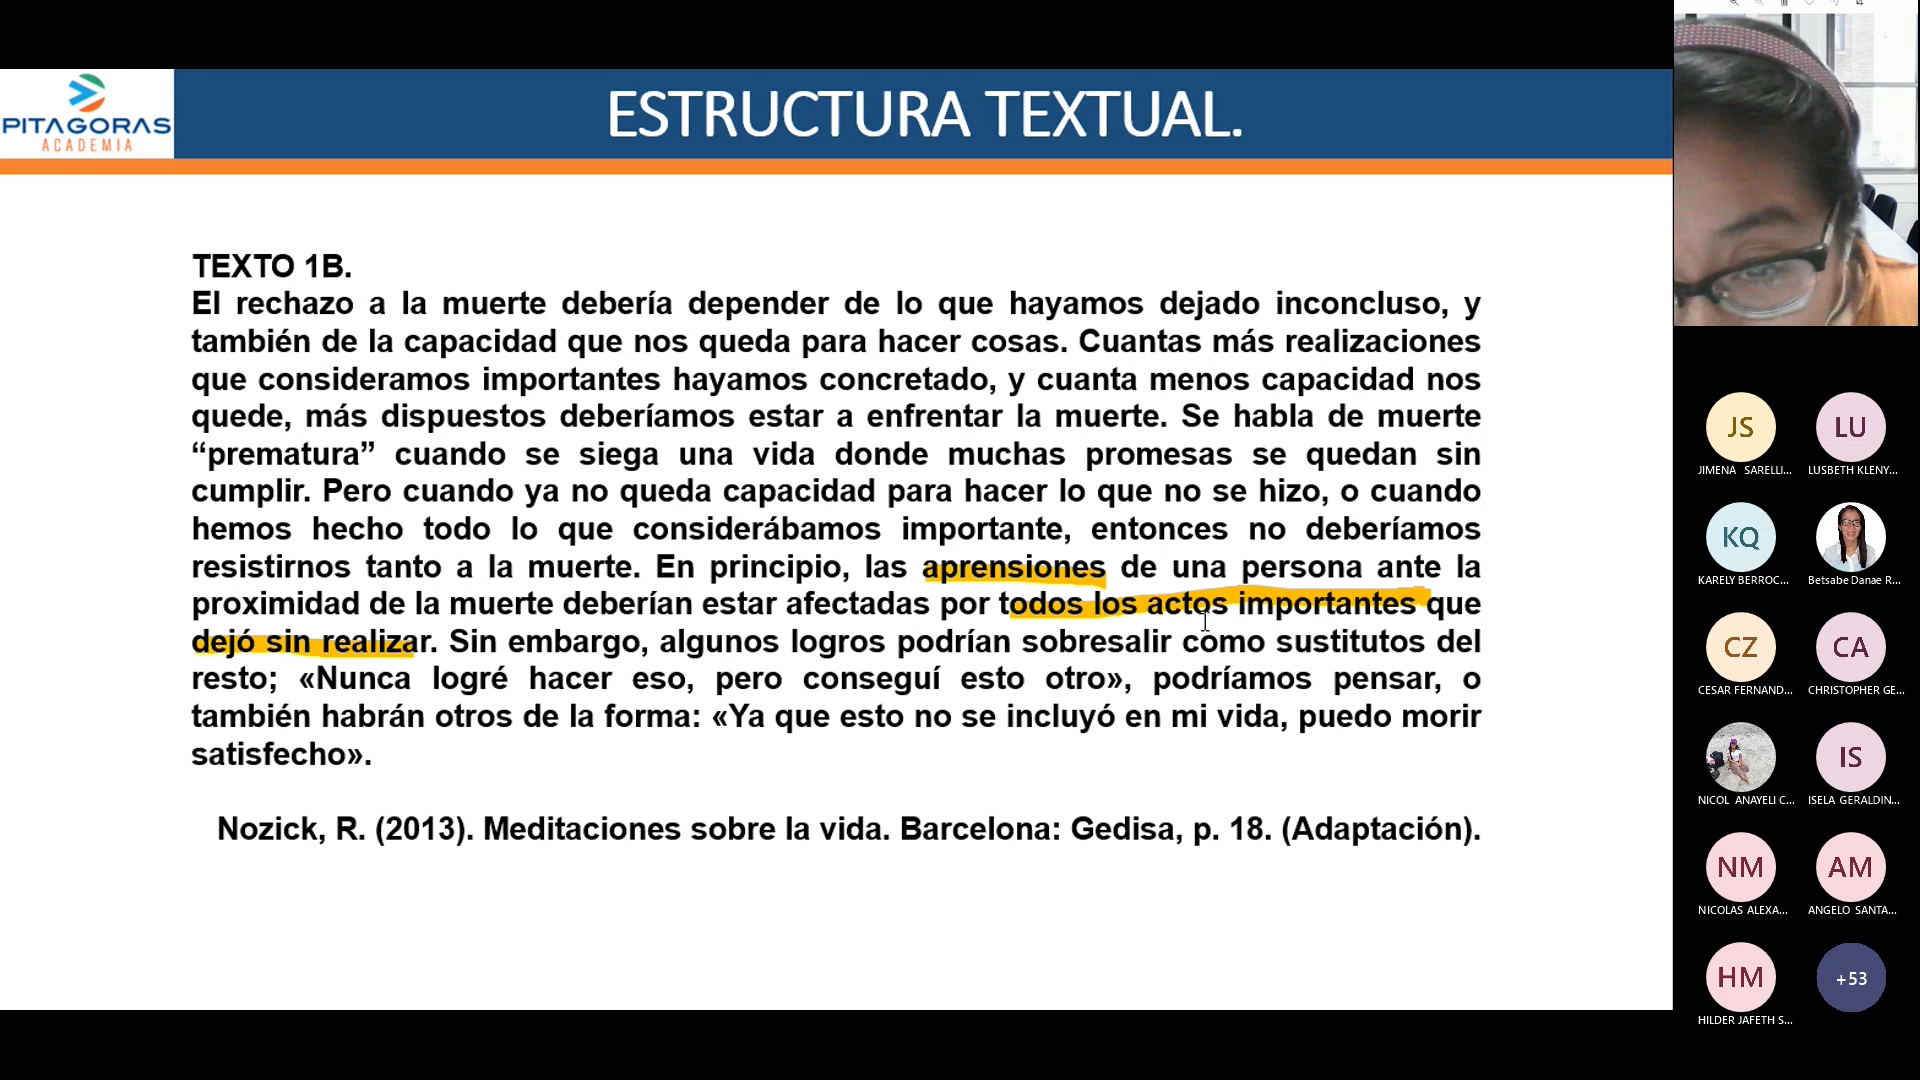 PITAGORAS
ACADEMIA
ESTRUCTURA TEXTUAL.
TEXTO 1B.
El rechazo a la muerte debería depender de lo que hayamos dejado inconcluso, y
también de la capacidad que nos queda para hacer cosas. Cuantas más realizaciones
que consideramos importantes hayamos concretado, y cuanta menos capacidad nos
quede, más dispuestos deberíamos estar a enfrentar la muerte. Se habla de muerte
“prematura” cuando se siega una vida donde muchas promesas se quedan sin
cumplir. Pero cuando ya no queda capacidad para hacer lo que no se hizo, o cuando
hemos hecho todo lo que considerábamos importante, entonces no deberíamos
resistirnos tanto a la muerte. En principio, las aprensiones de una persona ante la
proximidad de la muerte deberían estar afectadas por todos los actos importantes que
dejó sin realizar. Sin embargo, algunos logros podrían sobresalir como sustitutos del
resto; «Nunca logré hacer eso, pero conseguí esto otro», podríamos pensar, o
también habrán otros de la forma: «Ya que esto no se incluyó en mi vida, puedo morir
satisfecho».
Nozick, R. (2013). Meditaciones sobre la vida. Barcelona: Gedisa, p. 18. (Adaptación).
JS
LU
JIMENA SARELLI...
LUSBETH KLENY...
KQ
KARELY BERROC...
Betsabe Danae R...
CZ
CA
CESAR FERNAND...
CHRISTOPHER GE...
IS
NICOL ANAYELI C...
ISELA GERALDIN...
NM
AM
NICOLAS ALEXA...
ANGELO SANTA...
HM
+53
HILDER JAFETH S...